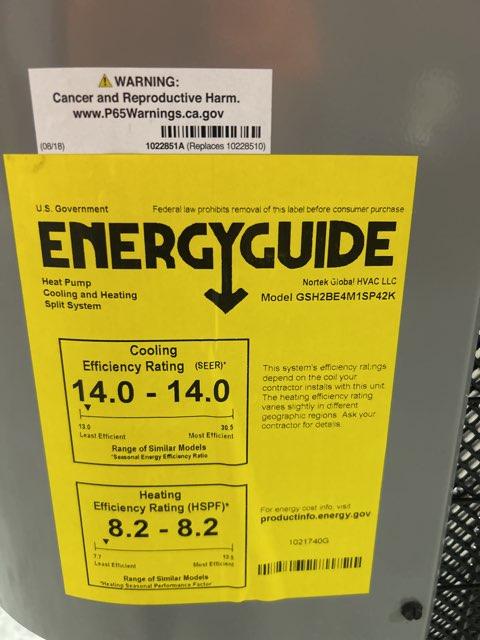 WARNING:
Cancer and Reproductive Harm.
www.P65Warnings.ca.gov
(08/18) 1022851A (Replaces 10228510)
U.S. Government Federal law prohibits removal of this label before consumer purchase
ENERGYGUIDE
Heat Pump
Cooling and Heating
Split System
Nortek Global HVAC LLC
Model GSH2BE4M1SP42K
Cooling
Efficiency Rating (SEER)*
14.0 - 14.0
13.0 30.5
Least Efficient Most Efficient
Range of Similar Models
*Seasonal Energy Efficiency Ratio
This system's efficiency ratings
depend on the coil your
contractor installs with this unit.
The heating efficiency rating
varies slightly in different
geographic regions. Ask your
contractor for details.
Heating
Efficiency Rating (HSPF)*
8.2 - 8.2
7.7 13.5
Least Efficient Most Efficient
Range of Similar Models
*Heating Seasonal Performance Factor
For energy cost info, visit
productinfo.energy.gov
1021740G